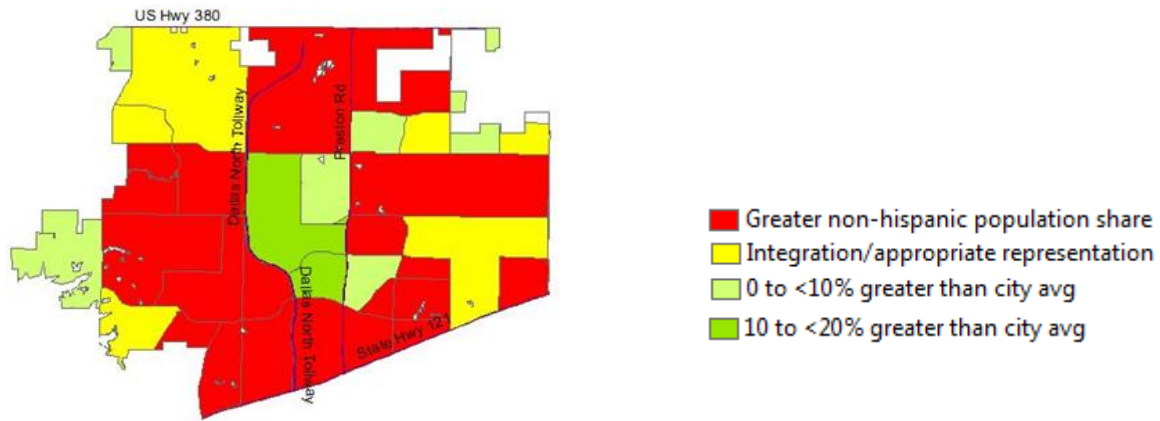 US Hwy 380
Dallas North Tollway
Preston Rd
Dallas North Tollway
State Hwy 121
Greater non-hispanic population share
Integration/appropriate representation
0 to <10% greater than city avg
10 to <20% greater than city avg